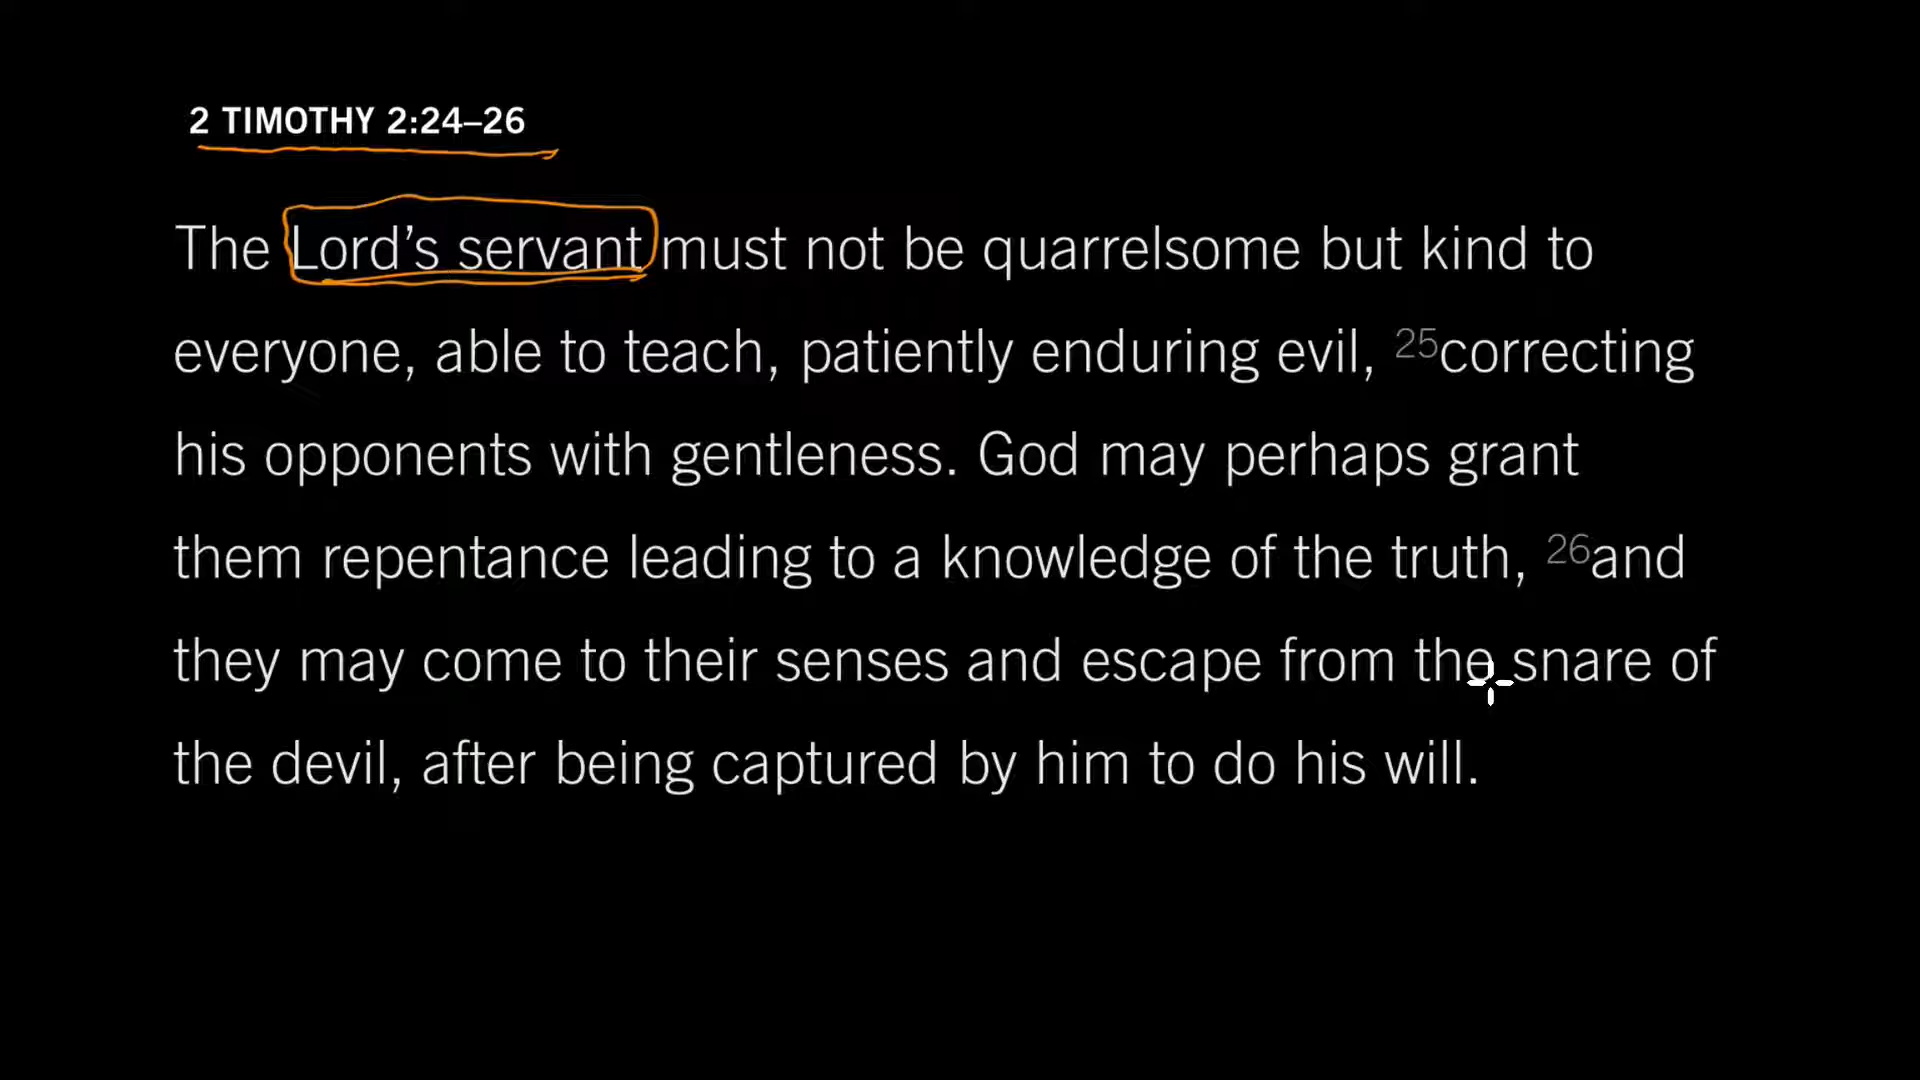 2 TIMOTHY 2:24–26
The Lord’s servant must not be quarrelsome but kind to
everyone, able to teach, patiently enduring evil, 25correcting
his opponents with gentleness. God may perhaps grant
them repentance leading to a knowledge of the truth, 26and
they may come to their senses and escape from the snare of
the devil, after being captured by him to do his will.